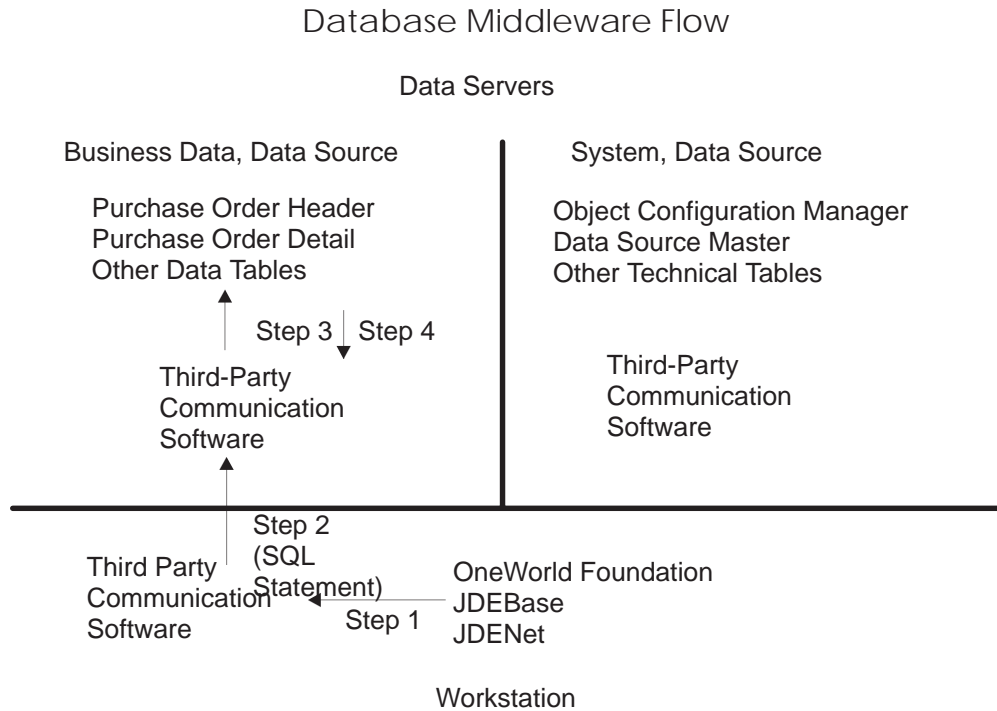 Database Middleware Flow
Data Servers
Business Data, Data Source
Purchase Order Header
Purchase Order Detail
Other Data Tables
Step 3
Step 4
Third-Party
Communication
Software
System, Data Source
Object Configuration Manager
Data Source Master
Other Technical Tables
Third-Party
Communication
Software
Step 2
(SQL
Statement)
Third Party
Communication
Software
Step 1
OneWorld Foundation
JDEBase
JDENet
Workstation